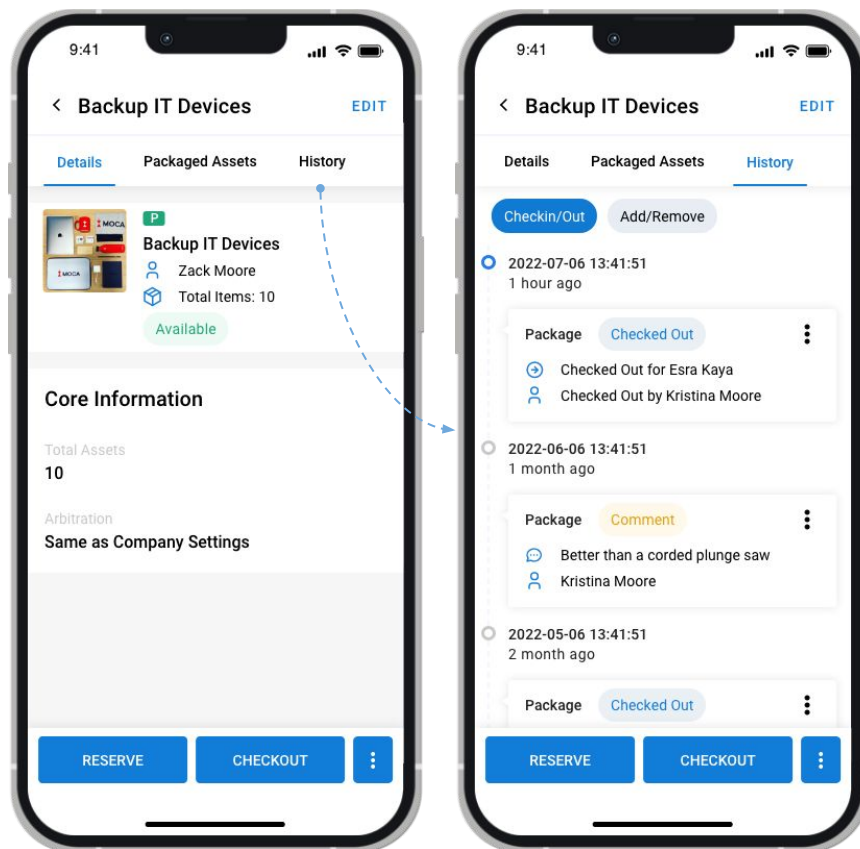 9:41
Backup IT Devices
EDIT
Details Packaged Assets History
P
MOCA
MOCA
Backup IT Devices
Zack Moore
Total Items: 10
Available
Core Information
Total Assets
10
Arbitration
Same as Company Settings
RESERVE CHECKOUT
9:41
Backup IT Devices
EDIT
Details Packaged Assets History
Checkin/Out Add/Remove
2022-07-06 13:41:51
1 hour ago
Package Checked Out
Checked Out for Esra Kaya
Checked Out by Kristina Moore
2022-06-06 13:41:51
1 month ago
Package Comment
Better than a corded plunge saw
Kristina Moore
2022-05-06 13:41:51
2 month ago
Package Checked Out
RESERVE CHECKOUT